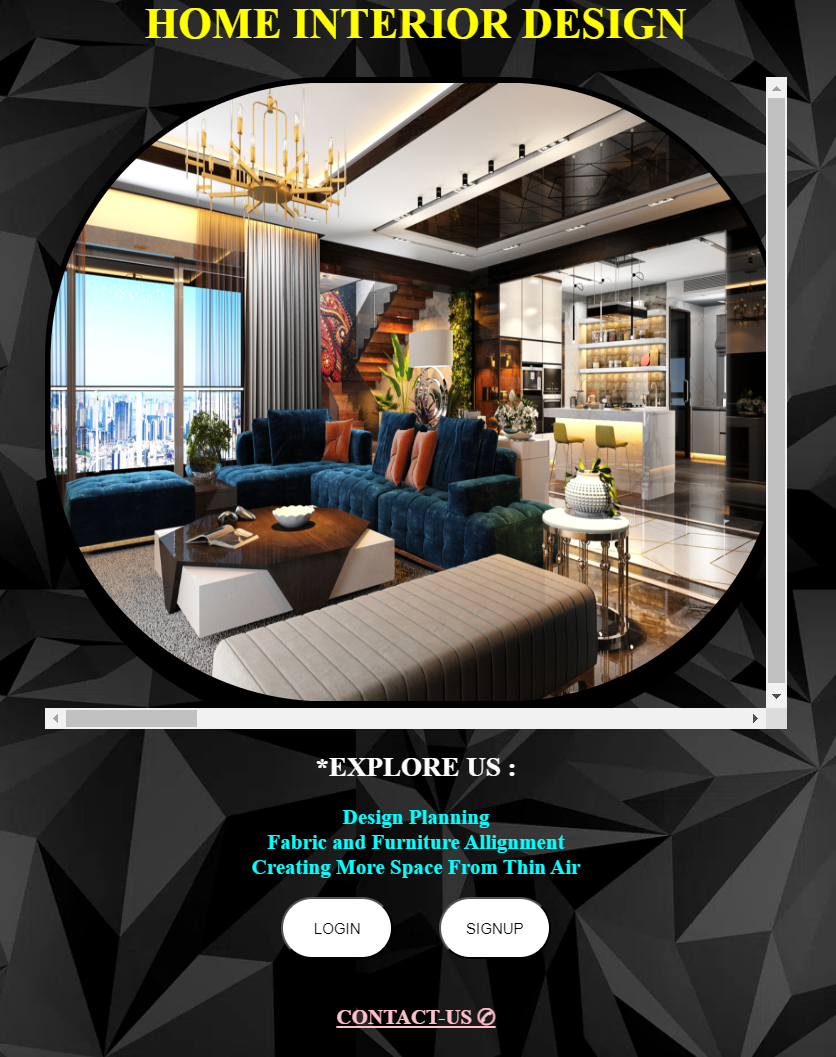 HOME INTERIOR DESIGN
*EXPLORE US :
Design Planning
Fabric and Furniture Allignment
Creating More Space From Thin Air
LOGIN
SIGNUP
CONTACT-US ✆